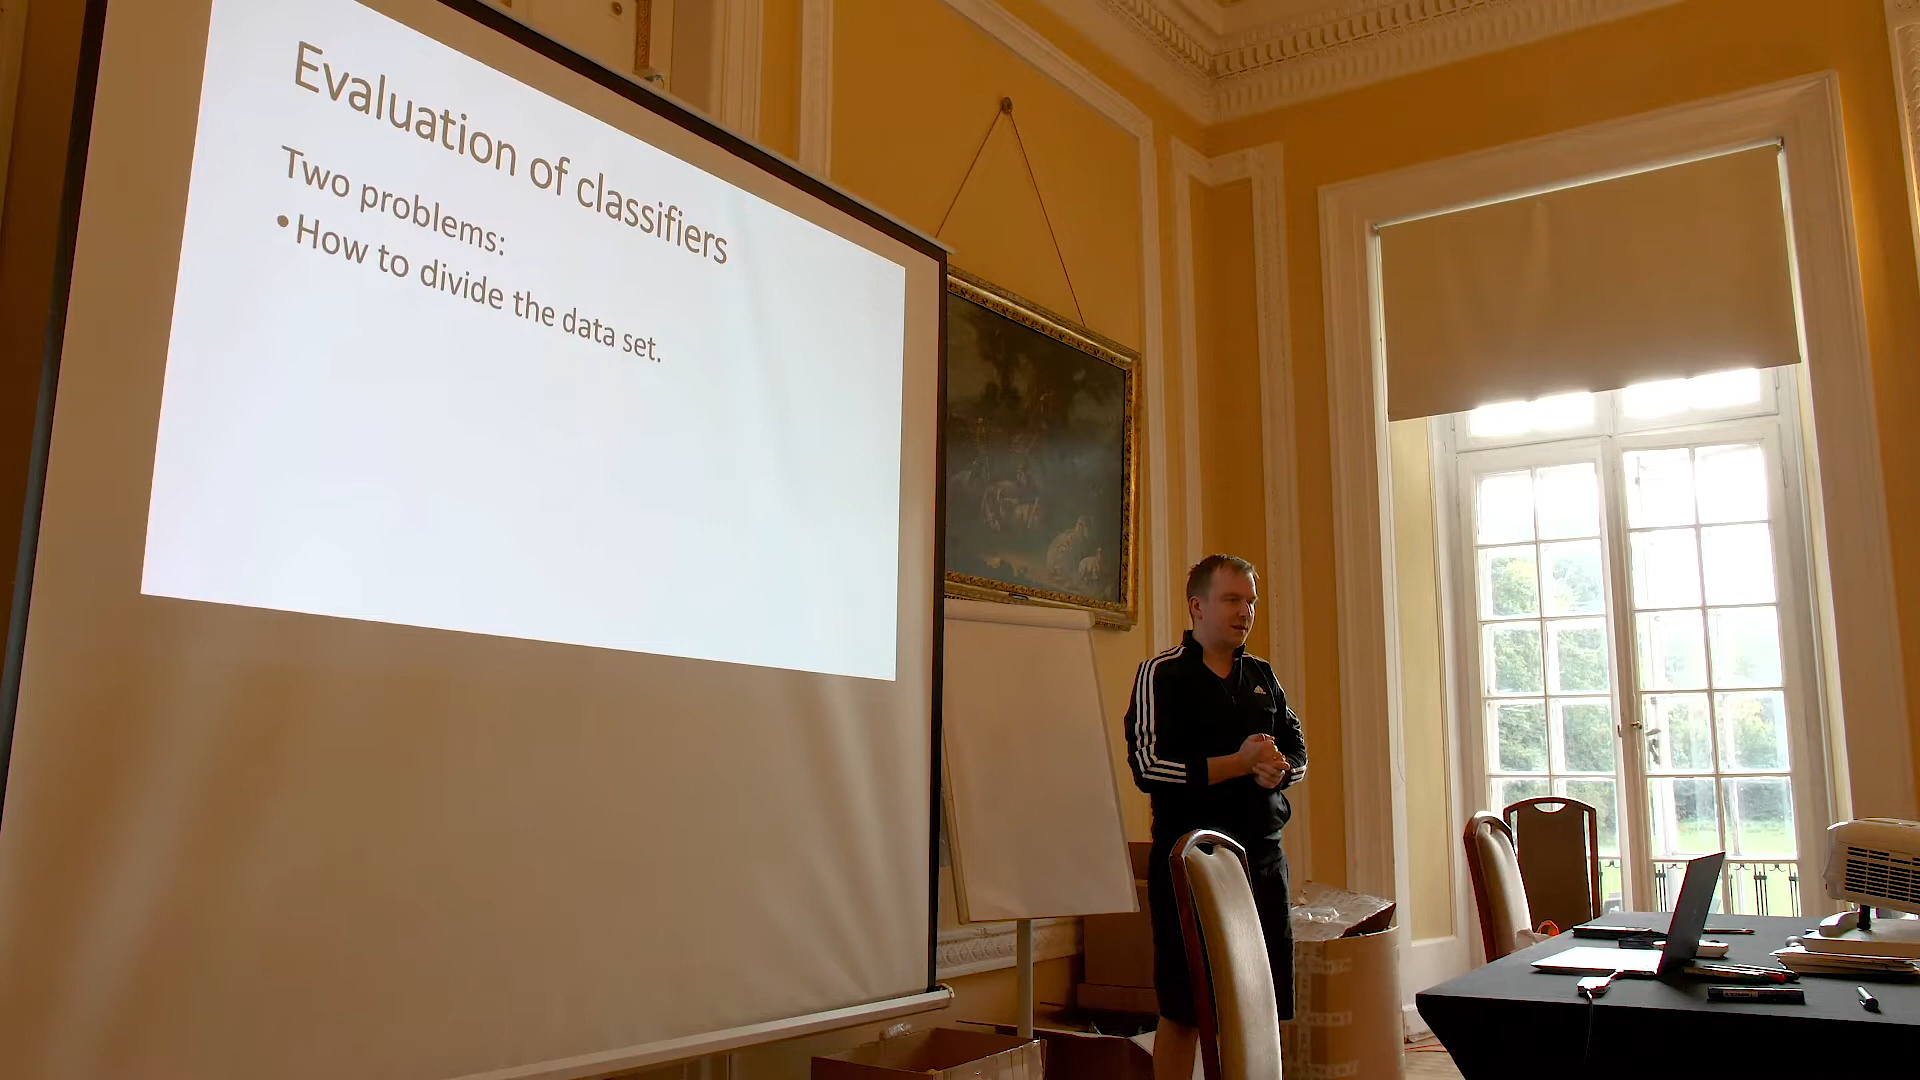 Evaluation of classifiers
Two problems:
•How to divide the data set.